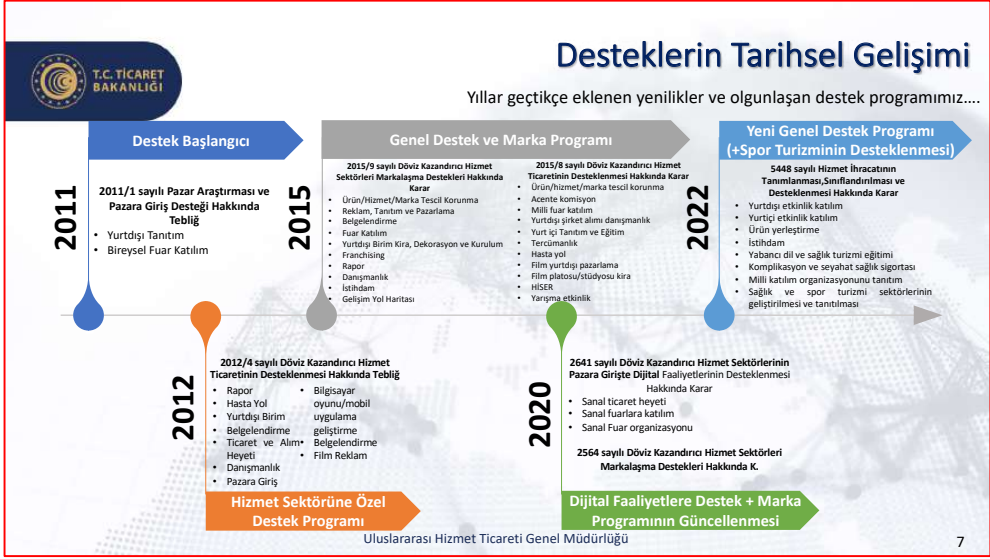 T.C. TİCARET
BAKANLIĞI
Desteklerin Tarihsel Gelişimi
Yıllar geçtikçe eklenen yenilikler ve olgunlaşan destek programımız....
Destek Başlangıcı
2011
2011/1 sayılı Pazar Araştırması ve
Pazara Giriş Desteği Hakkında
Tebliğ
• Yurtdışı Tanıtım
• Bireysel Fuar Katılım
Genel Destek ve Marka Programı
2015
2015/9 sayılı Döviz Kazandırıcı Hizmet
Sektörleri Markalaşma Destekleri Hakkında
Karar
• Ürün/Hizmet/Marka Tescil Korunma
• Reklam, Tanıtım ve Pazarlama
• Belgelendirme
• Fuar Katılım
• Yurtdışı Birim Kira, Dekorasyon ve Kurulum
• Franchising
• Rapor
• Danışmanlık
• İstihdam
• Gelişim Yol Haritası
2015/8 sayılı Döviz Kazandırıcı Hizmet
Ticaretinin Desteklenmesi Hakkında Karar
• Ürün/hizmet/marka tescil korunma
• Acente komisyon
• Milli fuar katılım
• Yurtdışı şirket alımı danışmanlık
• Yurt içi Tanıtım ve Eğitim
• Tercümanlık
• Hasta yol
• Film yurtdışı pazarlama
• Film platosu/stüdyosu kira
• HİSER
• Yarışma etkinlik
Yeni Genel Destek Programı
(+Spor Turizminin Desteklenmesi)
2022
5448 sayılı Hizmet İhracatının
Tanımlanması,Sınıflandırılması ve
Desteklenmesi Hakkında Karar
• Yurtdışı etkinlik katılım
• Yurtiçi etkinlik katılım
• Ürün yerleştirme
• İstihdam
• Yabancı dil ve sağlık turizmi eğitimi
• Komplikasyon ve seyahat sağlık sigortası
• Milli katılım organizasyonunu tanıtım
• Sağlık ve spor turizmi sektörlerinin
geliştirilmesi ve tanıtılması
2012
2012/4 sayılı Döviz Kazandırıcı Hizmet
Ticaretinin Desteklenmesi Hakkında Tebliğ
• Rapor
• Hasta Yol
• Yurtdışı Birim
• Belgelendirme
• Ticaret ve Alım
Heyeti
• Danışmanlık
• Pazara Giriş
• Bilgisayar
oyunu/mobil
uygulama
geliştirme
• Belgelendirme
• Film Reklam
Hizmet Sektörüne Özel
Destek Programı
2020
2641 sayılı Döviz Kazandırıcı Hizmet Sektörlerinin
Pazara Girişte Dijital Faaliyetlerinin Desteklenmesi
Hakkında Karar
• Sanal ticaret heyeti
• Sanal fuarlara katılım
• Sanal Fuar organizasyonu
2564 sayılı Döviz Kazandırıcı Hizmet Sektörleri
Markalaşma Destekleri Hakkında K.
Dijital Faaliyetlere Destek + Marka
Programının Güncellenmesi
Uluslararası Hizmet Ticareti Genel Müdürlüğü
7